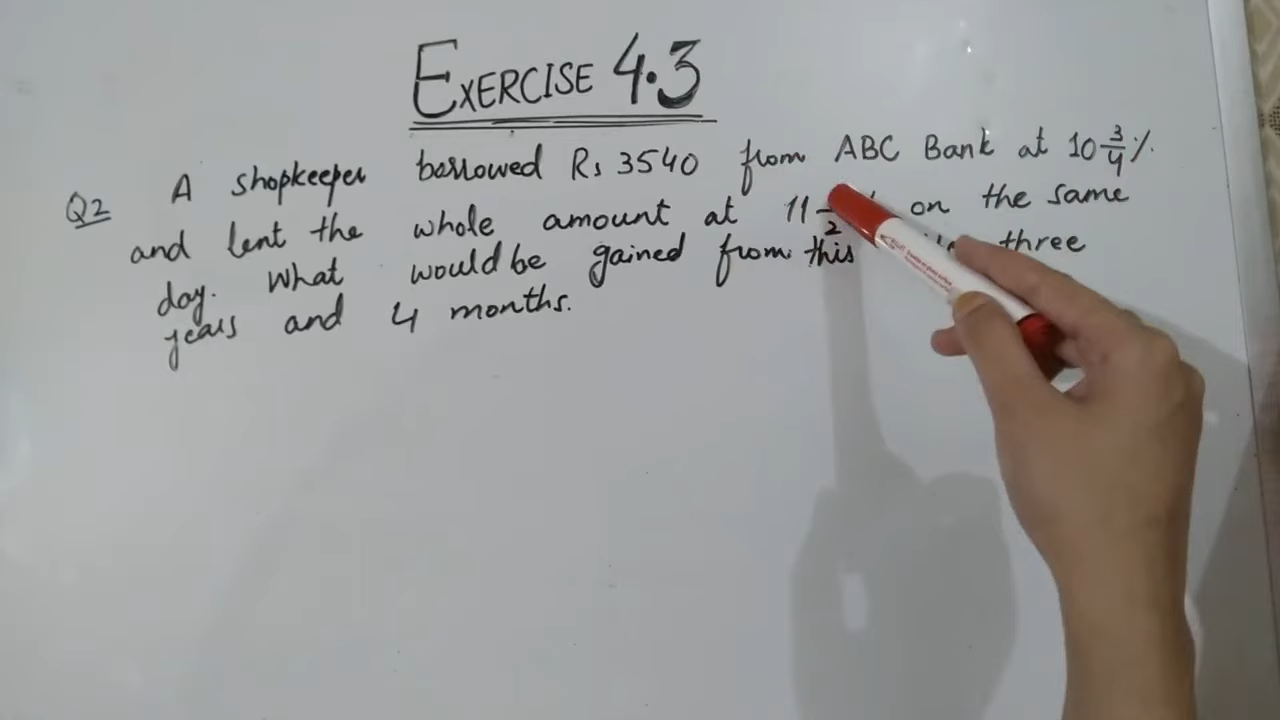 EXERCISE 4.3
Q2 A shopkeeper borrowed Rs 3540 from ABC Bank at 10 3/4 %.
and lent the whole amount at 11 on the same
day. What would be gained from this three
years and 4 months.